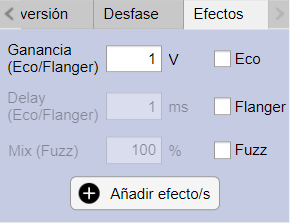 versión Desfase Efectos
Ganancia
(Eco/Flanger) 1 V Eco
Delay
(Eco/Flanger) 1 ms Flanger
Mix (Fuzz) 100 % Fuzz
Añadir efecto/s